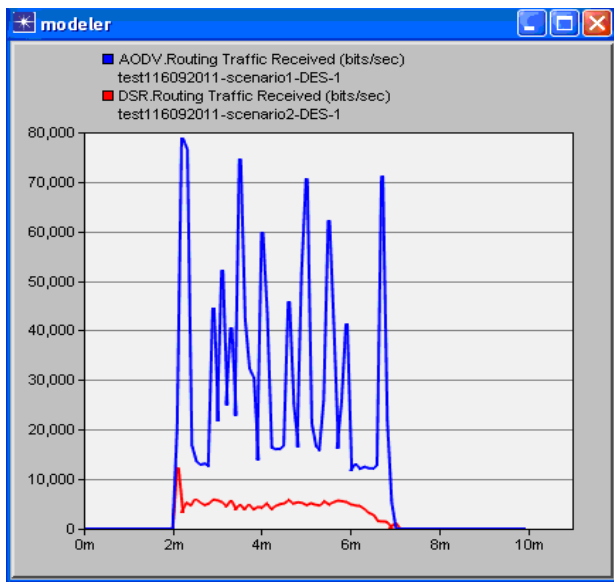 modeler
AODV.Routing Traffic Received (bits/sec)
test116092011-scenario1-DES-1
DSR.Routing Traffic Received (bits/sec)
test116092011-scenario2-DES-1
80,000
70,000
60,000
50,000
40,000
30,000
20,000
10,000
0
0m 2m 4m 6m 8m 10m